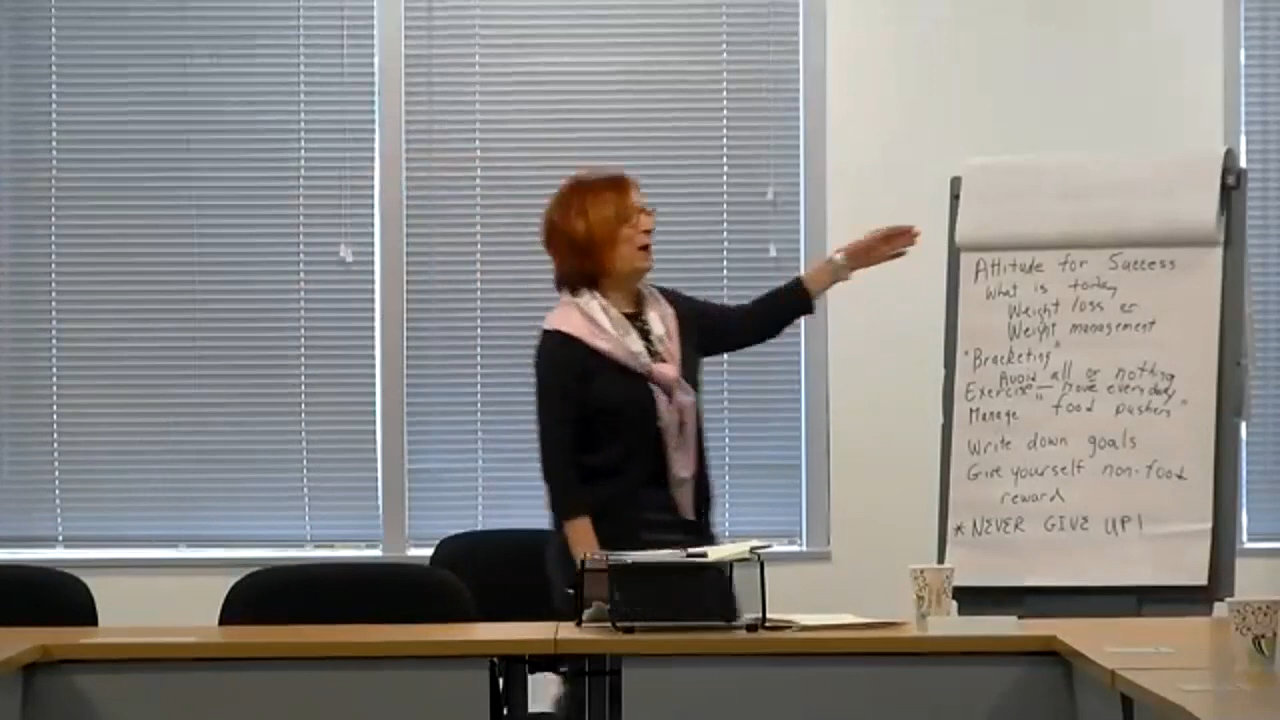 Attitude for Success
What is today
Weight loss or
Weight management
"Bracketing"
Avoid all or nothing
Exercise — move everyday
Manage "food pushers"
Write down goals
Give yourself non-food
reward
* NEVER GIVE UP!